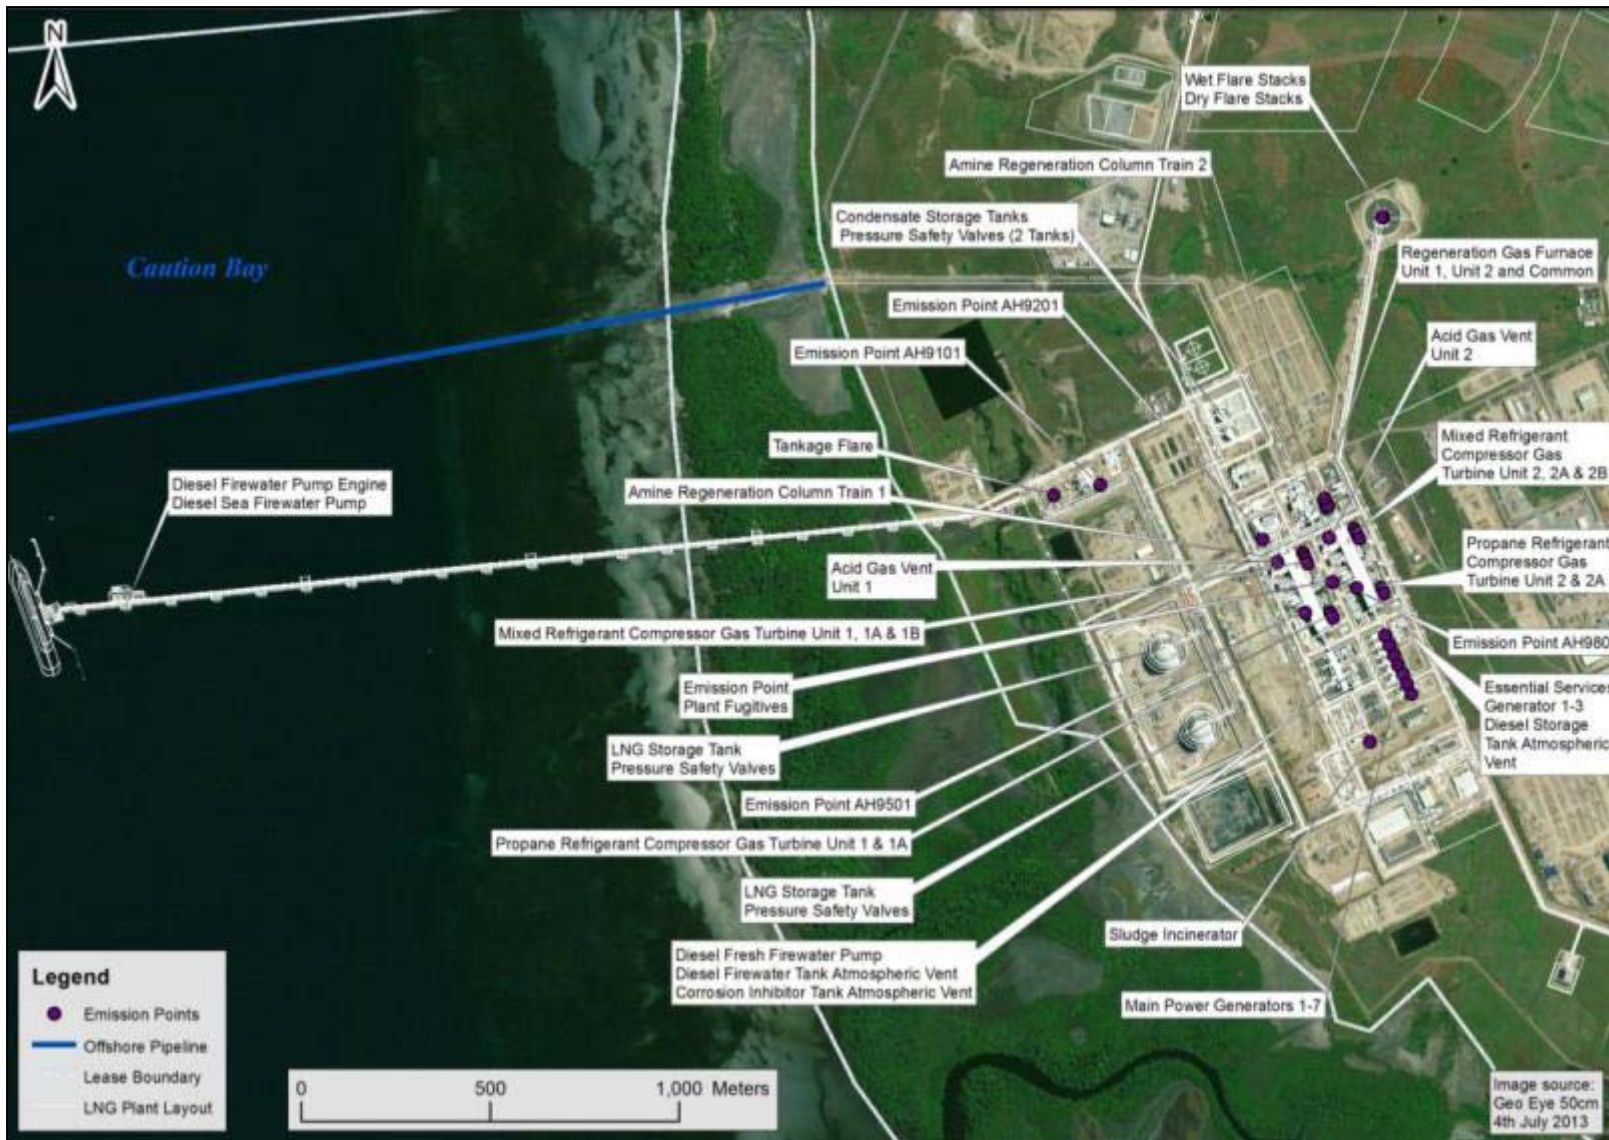 N
Wet Flare Stacks
Dry Flare Stacks
Amine Regeneration Column Train 2
Condensate Storage Tanks
Pressure Safety Valves (2 Tanks)
Caution Bay
Regeneration Gas Furnace
Unit 1, Unit 2 and Common
Emission Point AH9201
Acid Gas Vent
Unit 2
Emission Point AH9101
Tankage Flare
Mixed Refrigerant
Compressor Gas
Turbine Unit 2, 2A & 2B
Diesel Firewater Pump Engine
Diesel Sea Firewater Pump
Amine Regeneration Column Train 1
Propane Refrigerant
Compressor Gas
Turbine Unit 2 & 2A
Acid Gas Vent
Unit 1
Mixed Refrigerant Compressor Gas Turbine Unit 1, 1A & 1B
Emission Point AH980
Emission Point
Plant Fugitives
Essential Services
Generator 1-3
Diesel Storage
Tank Atmospheric
Vent
LNG Storage Tank
Pressure Safety Valves
Emission Point AH9501
Propane Refrigerant Compressor Gas Turbine Unit 1 & 1A
LNG Storage Tank
Pressure Safety Valves
Sludge Incinerator
Diesel Fresh Firewater Pump
Diesel Firewater Tank Atmospheric Vent
Corrosion Inhibitor Tank Atmospheric Vent
Main Power Generators 1-7
Legend
Emission Points
Offshore Pipeline
Lease Boundary
LNG Plant Layout
0 500 1,000 Meters
Image source:
Geo Eye 50cm
4th July 2013